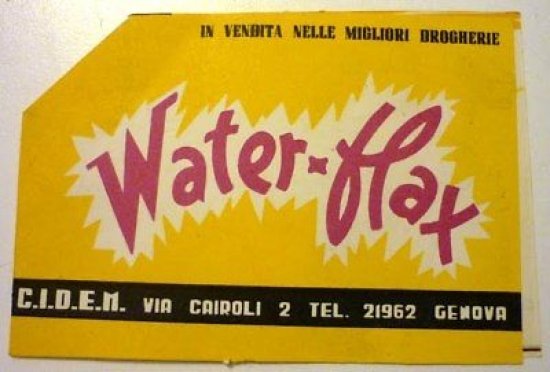 IN VENDITA NELLE MIGLIORI DROGHERIE
Water-flax
C.I.D.E.M. VIA CAIROLI 2 TEL. 21962 GENOVA